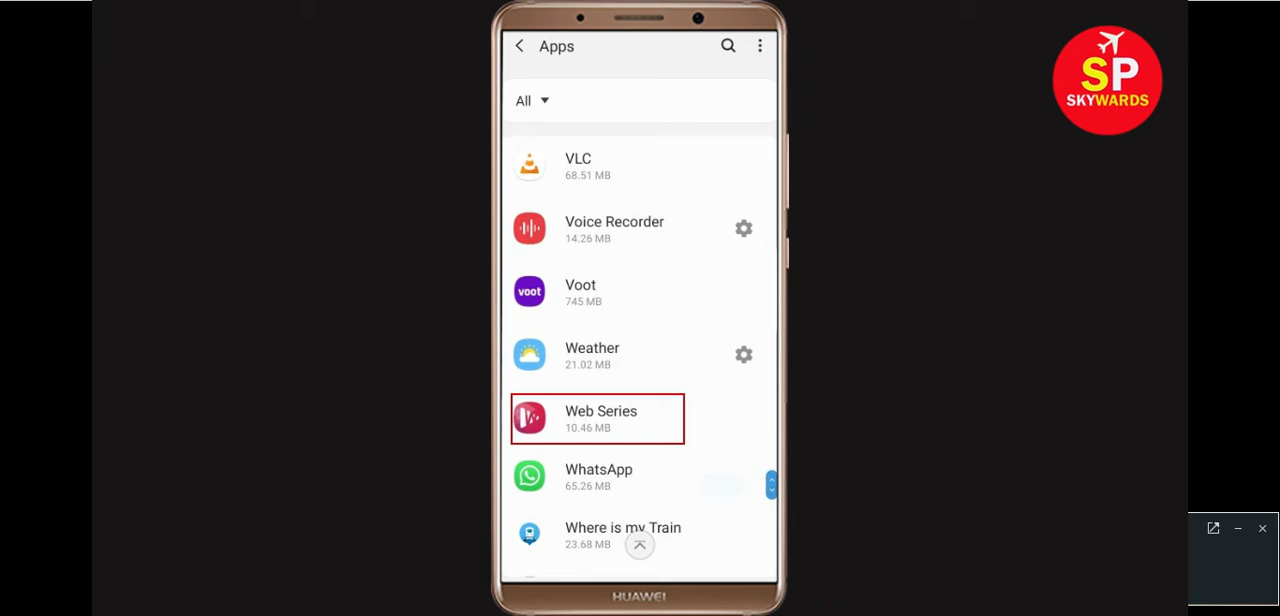 Apps
All
VLC
68.51 MB
Voice Recorder
14.26 MB
voot
Voot
745 MB
Weather
21.02 MB
Web Series
10.46 MB
WhatsApp
65.26 MB
Where is my Train
23.68 MB
HUAWEI
SP
SKYWARDS